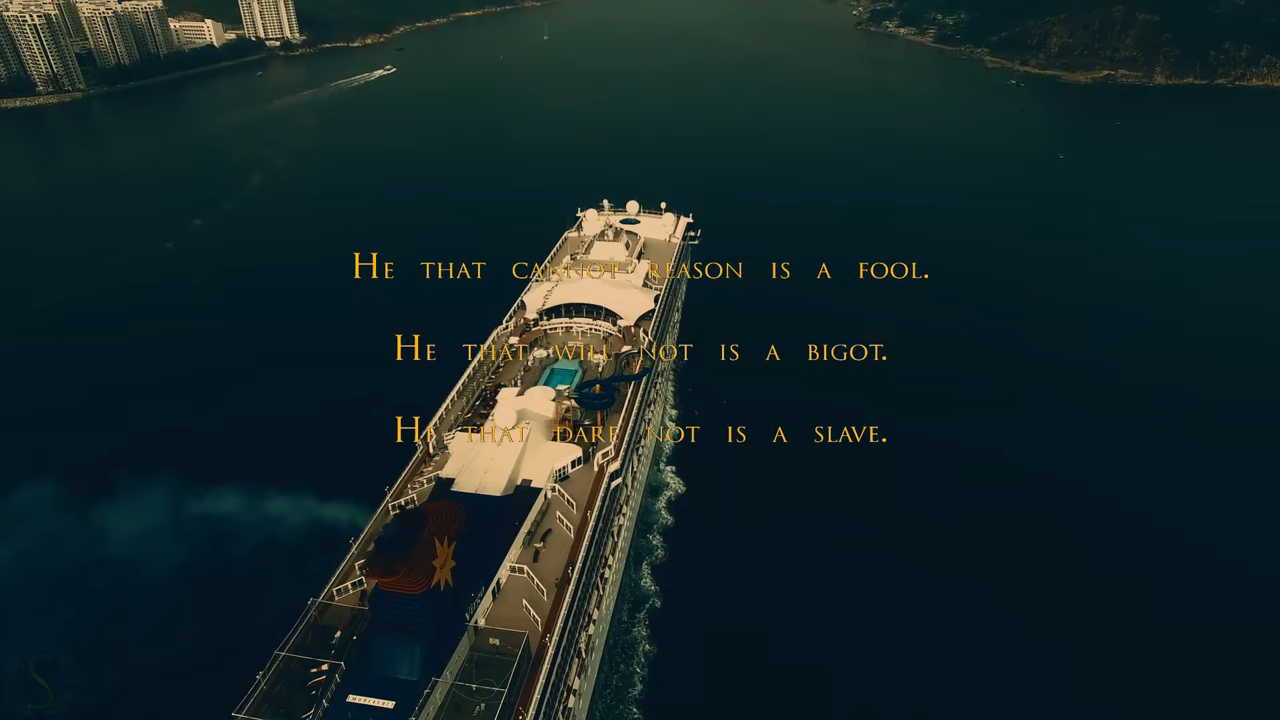 He that cannot reason is a fool.
He that will not is a bigot.
He that dare not is a slave.